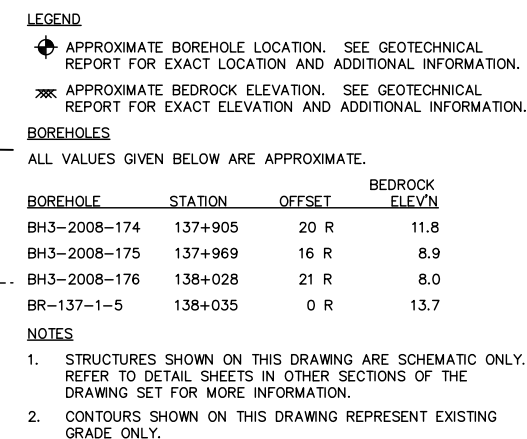 LEGEND
APPROXIMATE BOREHOLE LOCATION. SEE GEOTECHNICAL
REPORT FOR EXACT LOCATION AND ADDITIONAL INFORMATION.
APPROXIMATE BEDROCK ELEVATION. SEE GEOTECHNICAL
REPORT FOR EXACT ELEVATION AND ADDITIONAL INFORMATION.
BOREHOLES
ALL VALUES GIVEN BELOW ARE APPROXIMATE.
BEDROCK
BOREHOLE STATION OFFSET ELEV'N
BH3-2008-174 137+905 20 R 11.8
BH3-2008-175 137+969 16 R 8.9
BH3-2008-176 138+028 21 R 8.0
BR-137-1-5 138+035 0 R 13.7
NOTES
1. STRUCTURES SHOWN ON THIS DRAWING ARE SCHEMATIC ONLY.
REFER TO DETAIL SHEETS IN OTHER SECTIONS OF THE
DRAWING SET FOR MORE INFORMATION.
2. CONTOURS SHOWN ON THIS DRAWING REPRESENT EXISTING
GRADE ONLY.